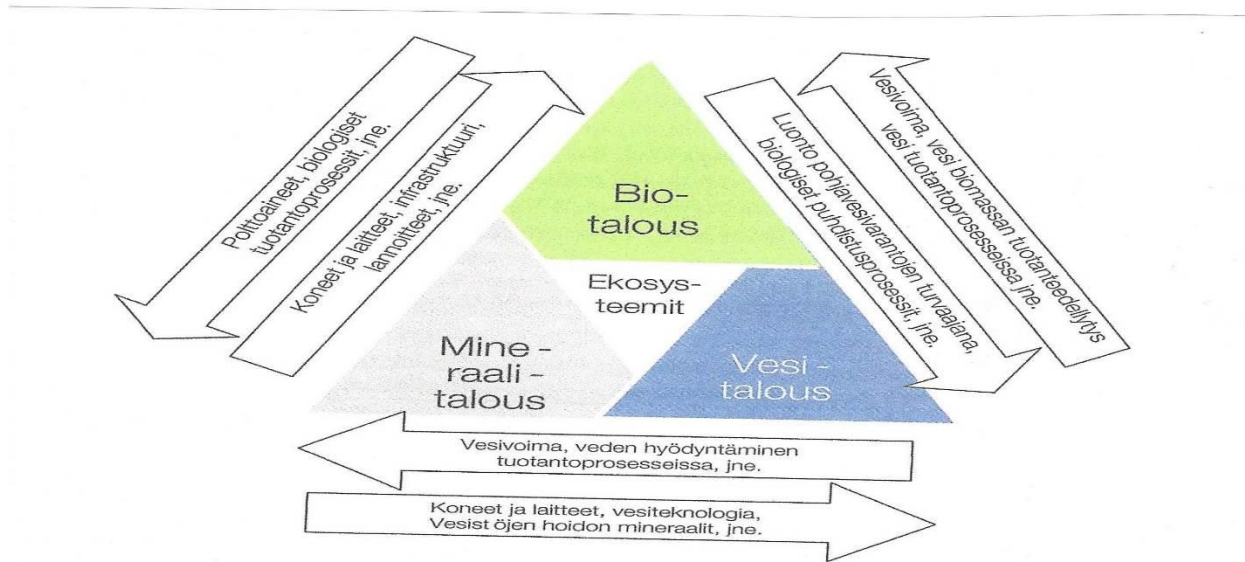 Polttoaineet, biologiset
tuotantoprosessit, jne.
Koneet ja laitteet, infrastruktuuri,
lannoitteet, jne.
Bio-
talous
Ekosys-
teemit
Mine -
raali -
talous
Vesi -
talous
Luonto pohjavesivarantojen turvaajana,
biologiset puhdistusprosessit, jne.
Vesivoima, vesi biomassan tuotanteedellytys
vesi tuotantoprosesseissa jne.
Vesivoima, veden hyödyntäminen
tuotantoprosesseissa, jne.
Koneet ja laitteet, vesiteknologia,
Vesist öjen hoidon mineraalit, jne.